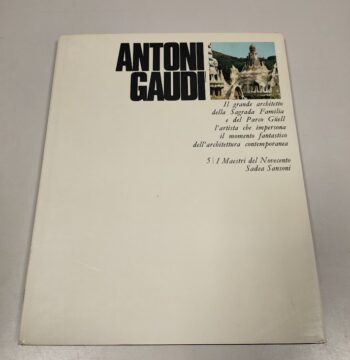 ANTONI
GAUDI
Il grande architetto
della Sagrada Familia
e del Parco Güell
l'artista che impersona
il momento fantastico
dell'architettura contemporanea
5 \ I Maestri del Novecento
Sadea Sansoni